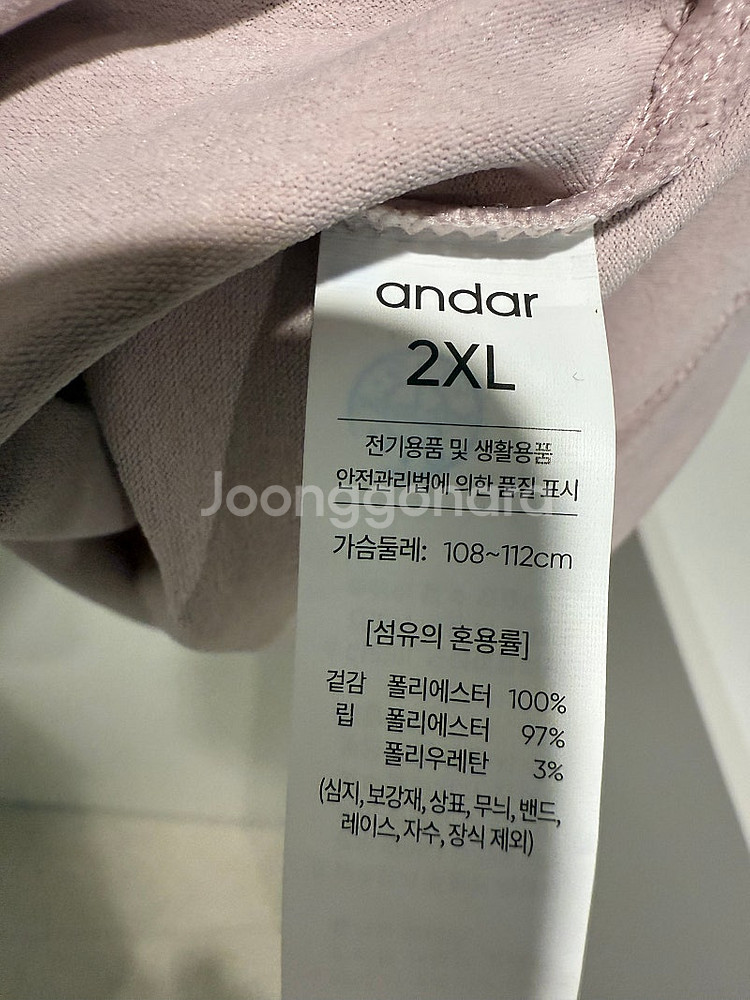 andar
2XL
전기용품 및 생활용품
안전관리법에 의한 품질 표시
Joonggonara
가슴둘레: 108~112cm
[섬유의 혼용률]
겉감 폴리에스터 100%
립 폴리에스터 97%
폴리우레탄 3%
(심지, 보강재, 상표, 무늬, 밴드,
레이스, 자수, 장식 제외)